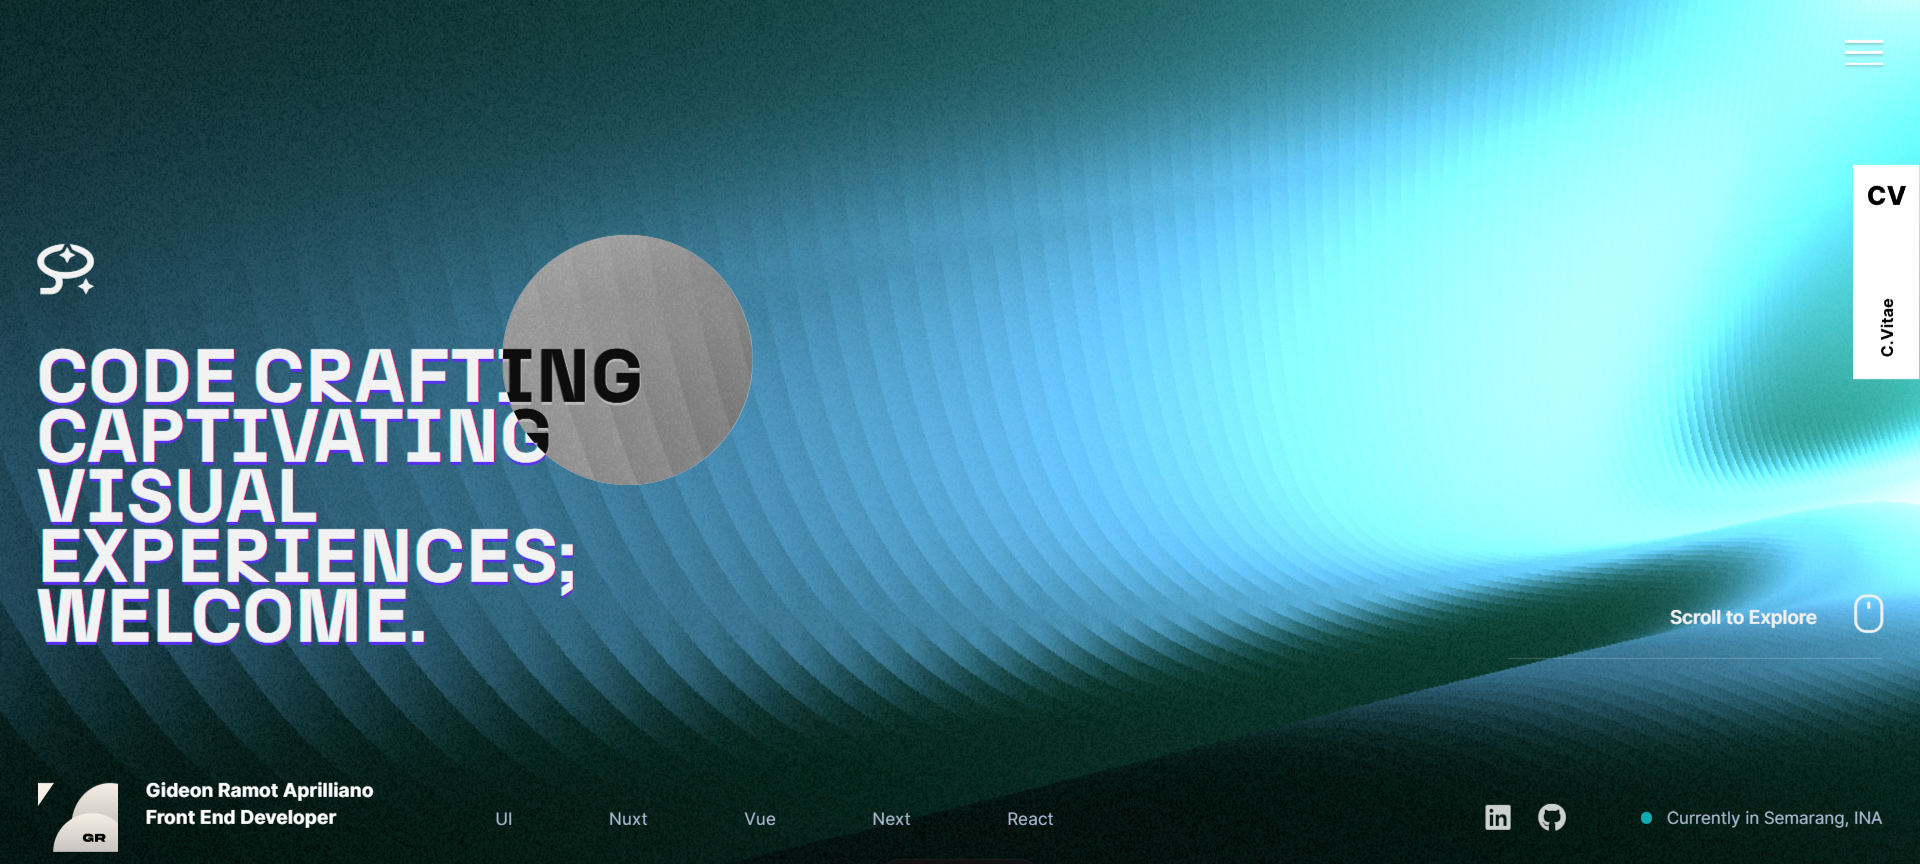 CV
C.Vitae
CODE CRAFTING
CAPTIVATING
VISUAL
EXPERIENCES;
WELCOME.
Scroll to Explore
GR
Gideon Ramot Aprilliano
Front End Developer
UI
Nuxt
Vue
Next
React
in
Currently in Semarang, INA